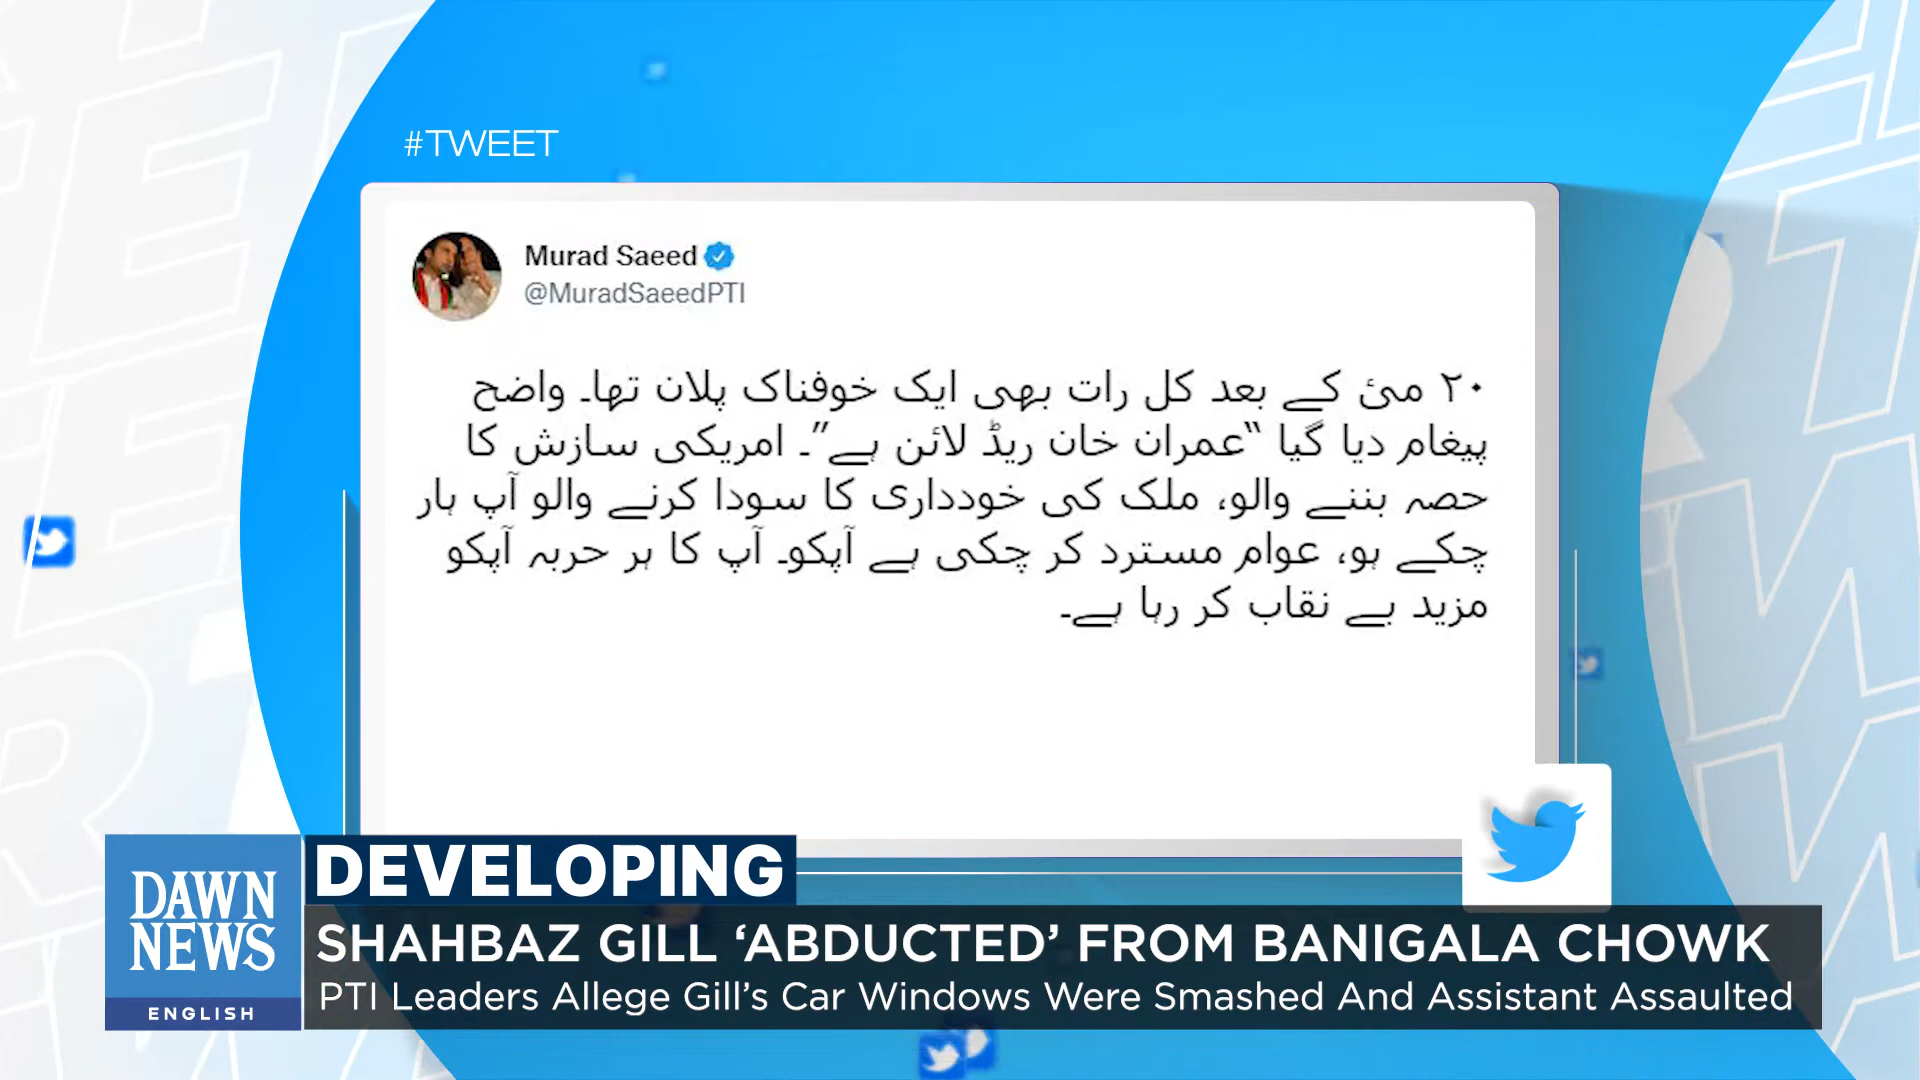 #TWEET
Murad Saeed
@MuradSaeedPTI
۲۰ مئ کے بعد کل رات بھی ایک خوفناک پلان تھا۔ واضح
پیغام دیا گیا “عمران خان ریڈ لائن ہے”۔ امریکی سازش کا
حصہ بننے والو، ملک کی خودداری کا سودا کرنے والو آپ ہار
چکے ہو، عوام مسترد کر چکی ہے آپکو۔ آپ کا ہر حربہ آپکو
مزید بے نقاب کر رہا ہے۔
DEVELOPING
DAWN
NEWS
ENGLISH
SHAHBAZ GILL ‘ABDUCTED’ FROM BANIGALA CHOWK
PTI Leaders Allege Gill’s Car Windows Were Smashed And Assistant Assaulted